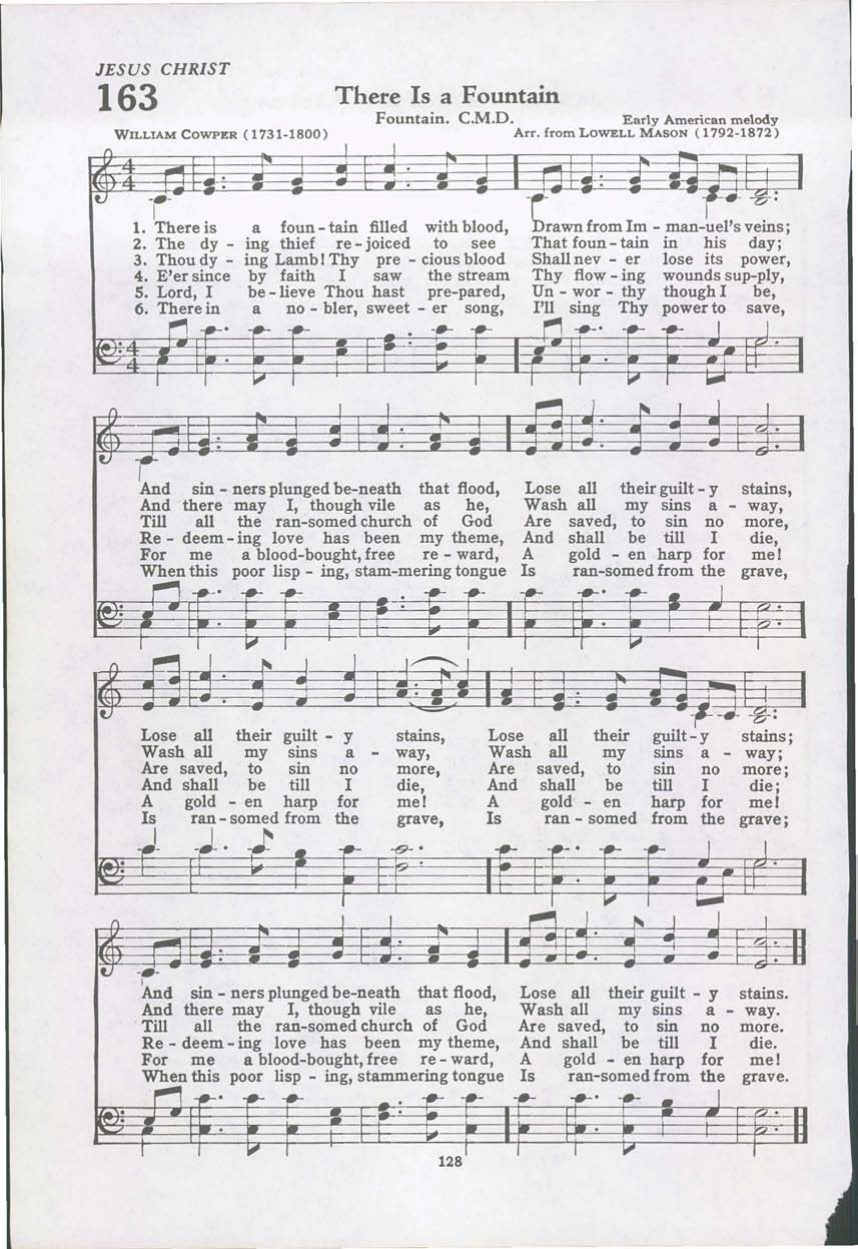 JESUS CHRIST
163
There Is a Fountain
Fountain. C.M.D.
Early American melody
WILLIAM COWPER (1731-1800)
Arr. from LOWELL MASON (1792-1872)
1. There is a foun - tain filled with blood, Drawn from Im - man-uel's veins;
2. The dy - ing thief re - joiced to see That foun - tain in his day;
3. Thou dy - ing Lamb! Thy pre - cious blood Shall nev - er lose its power,
4. E'er since by faith I saw the stream Thy flow - ing wounds sup-ply,
5. Lord, I be - lieve Thou hast pre-pared, Un - wor - thy though I be,
6. There in a no - bler, sweet - er song, I'll sing Thy power to save,
And sin - ners plunged be-neath that flood, Lose all their guilt - y stains,
And there may I, though vile as he, Wash all my sins a - way,
Till all the ran-somed church of God Are saved, to sin no more,
Re - deem - ing love has been my theme, And shall be till I die,
For me a blood-bought, free re - ward, A gold - en harp for me!
When this poor lisp - ing, stam-mering tongue Is ran-somed from the grave,
Lose all their guilt - y stains, Lose all their guilt - y stains;
Wash all my sins a - way, Wash all my sins a - way;
Are saved, to sin no more, Are saved, to sin no more;
And shall be till I die, And shall be till I die;
A gold - en harp for me! A gold - en harp for me!
Is ran - somed from the grave, Is ran - somed from the grave;
And sin - ners plunged be-neath that flood, Lose all their guilt - y stains.
And there may I, though vile as he, Wash all my sins a - way.
Till all the ran-somed church of God Are saved, to sin no more.
Re - deem - ing love has been my theme, And shall be till I die.
For me a blood-bought, free re - ward, A gold - en harp for me!
When this poor lisp - ing, stammering tongue Is ran-somed from the grave.
128